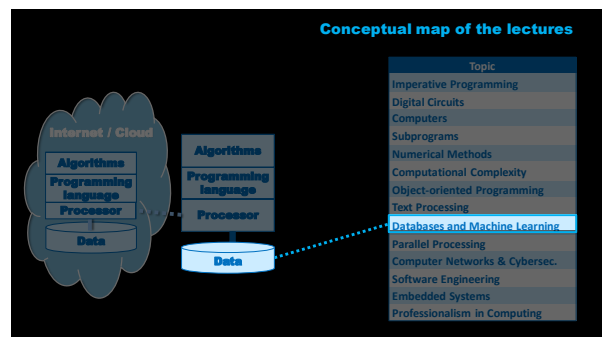 Conceptual map of the lectures
Internet / Cloud
Algorithms
Programming
language
Processor
Data
Algorithms
Programming
language
Processor
Data
Topic
Imperative Programming
Digital Circuits
Computers
Subprograms
Numerical Methods
Computational Complexity
Object-oriented Programming
Text Processing
Databases and Machine Learning
Parallel Processing
Computer Networks & Cybersec.
Software Engineering
Embedded Systems
Professionalism in Computing